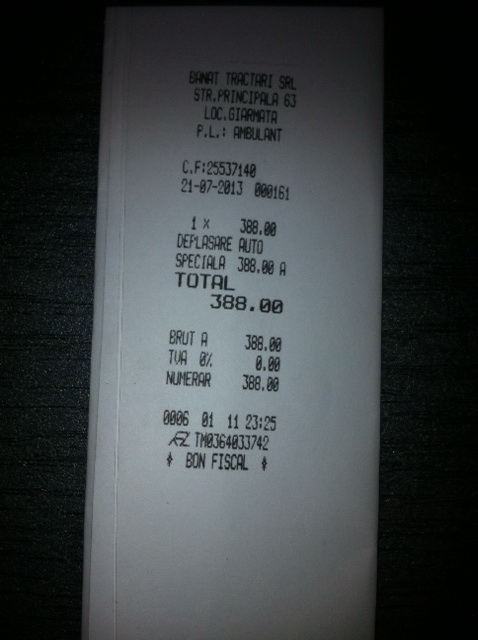 BANAT TRACTARI SRL
STR.PRINCIPALA 63
LOC.GIARMATA
P.L.: AMBULANT
C.F:25537140
21-07-2013 000161
1 X 388.00
DEPLASARE AUTO
SPECIALA 388.00 A
TOTAL
388.00
BRUT A 388.00
TVA 0% 0.00
NUMERAR 388.00
0006 01 11 23:25
TM0364033742
* BON FISCAL *